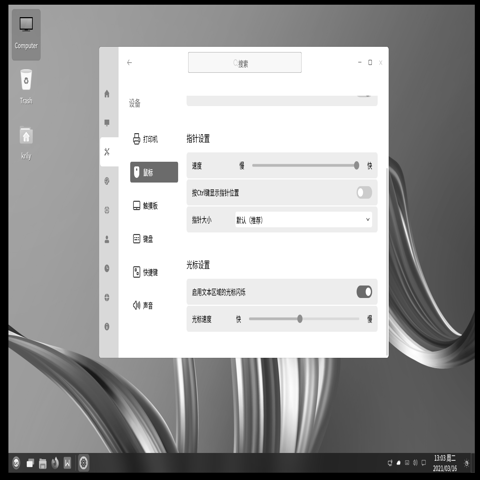 Computer
Trash
搜索
设备
打印机
鼠标
触摸板
键盘
快捷键
声音
指针设置
速度 慢 快
按Ctrl键显示指针位置
指针大小 默认（推荐）
光标设置
启用文本区域的光标闪烁
光标速度 快 慢
13:03 周二
2021/03/16